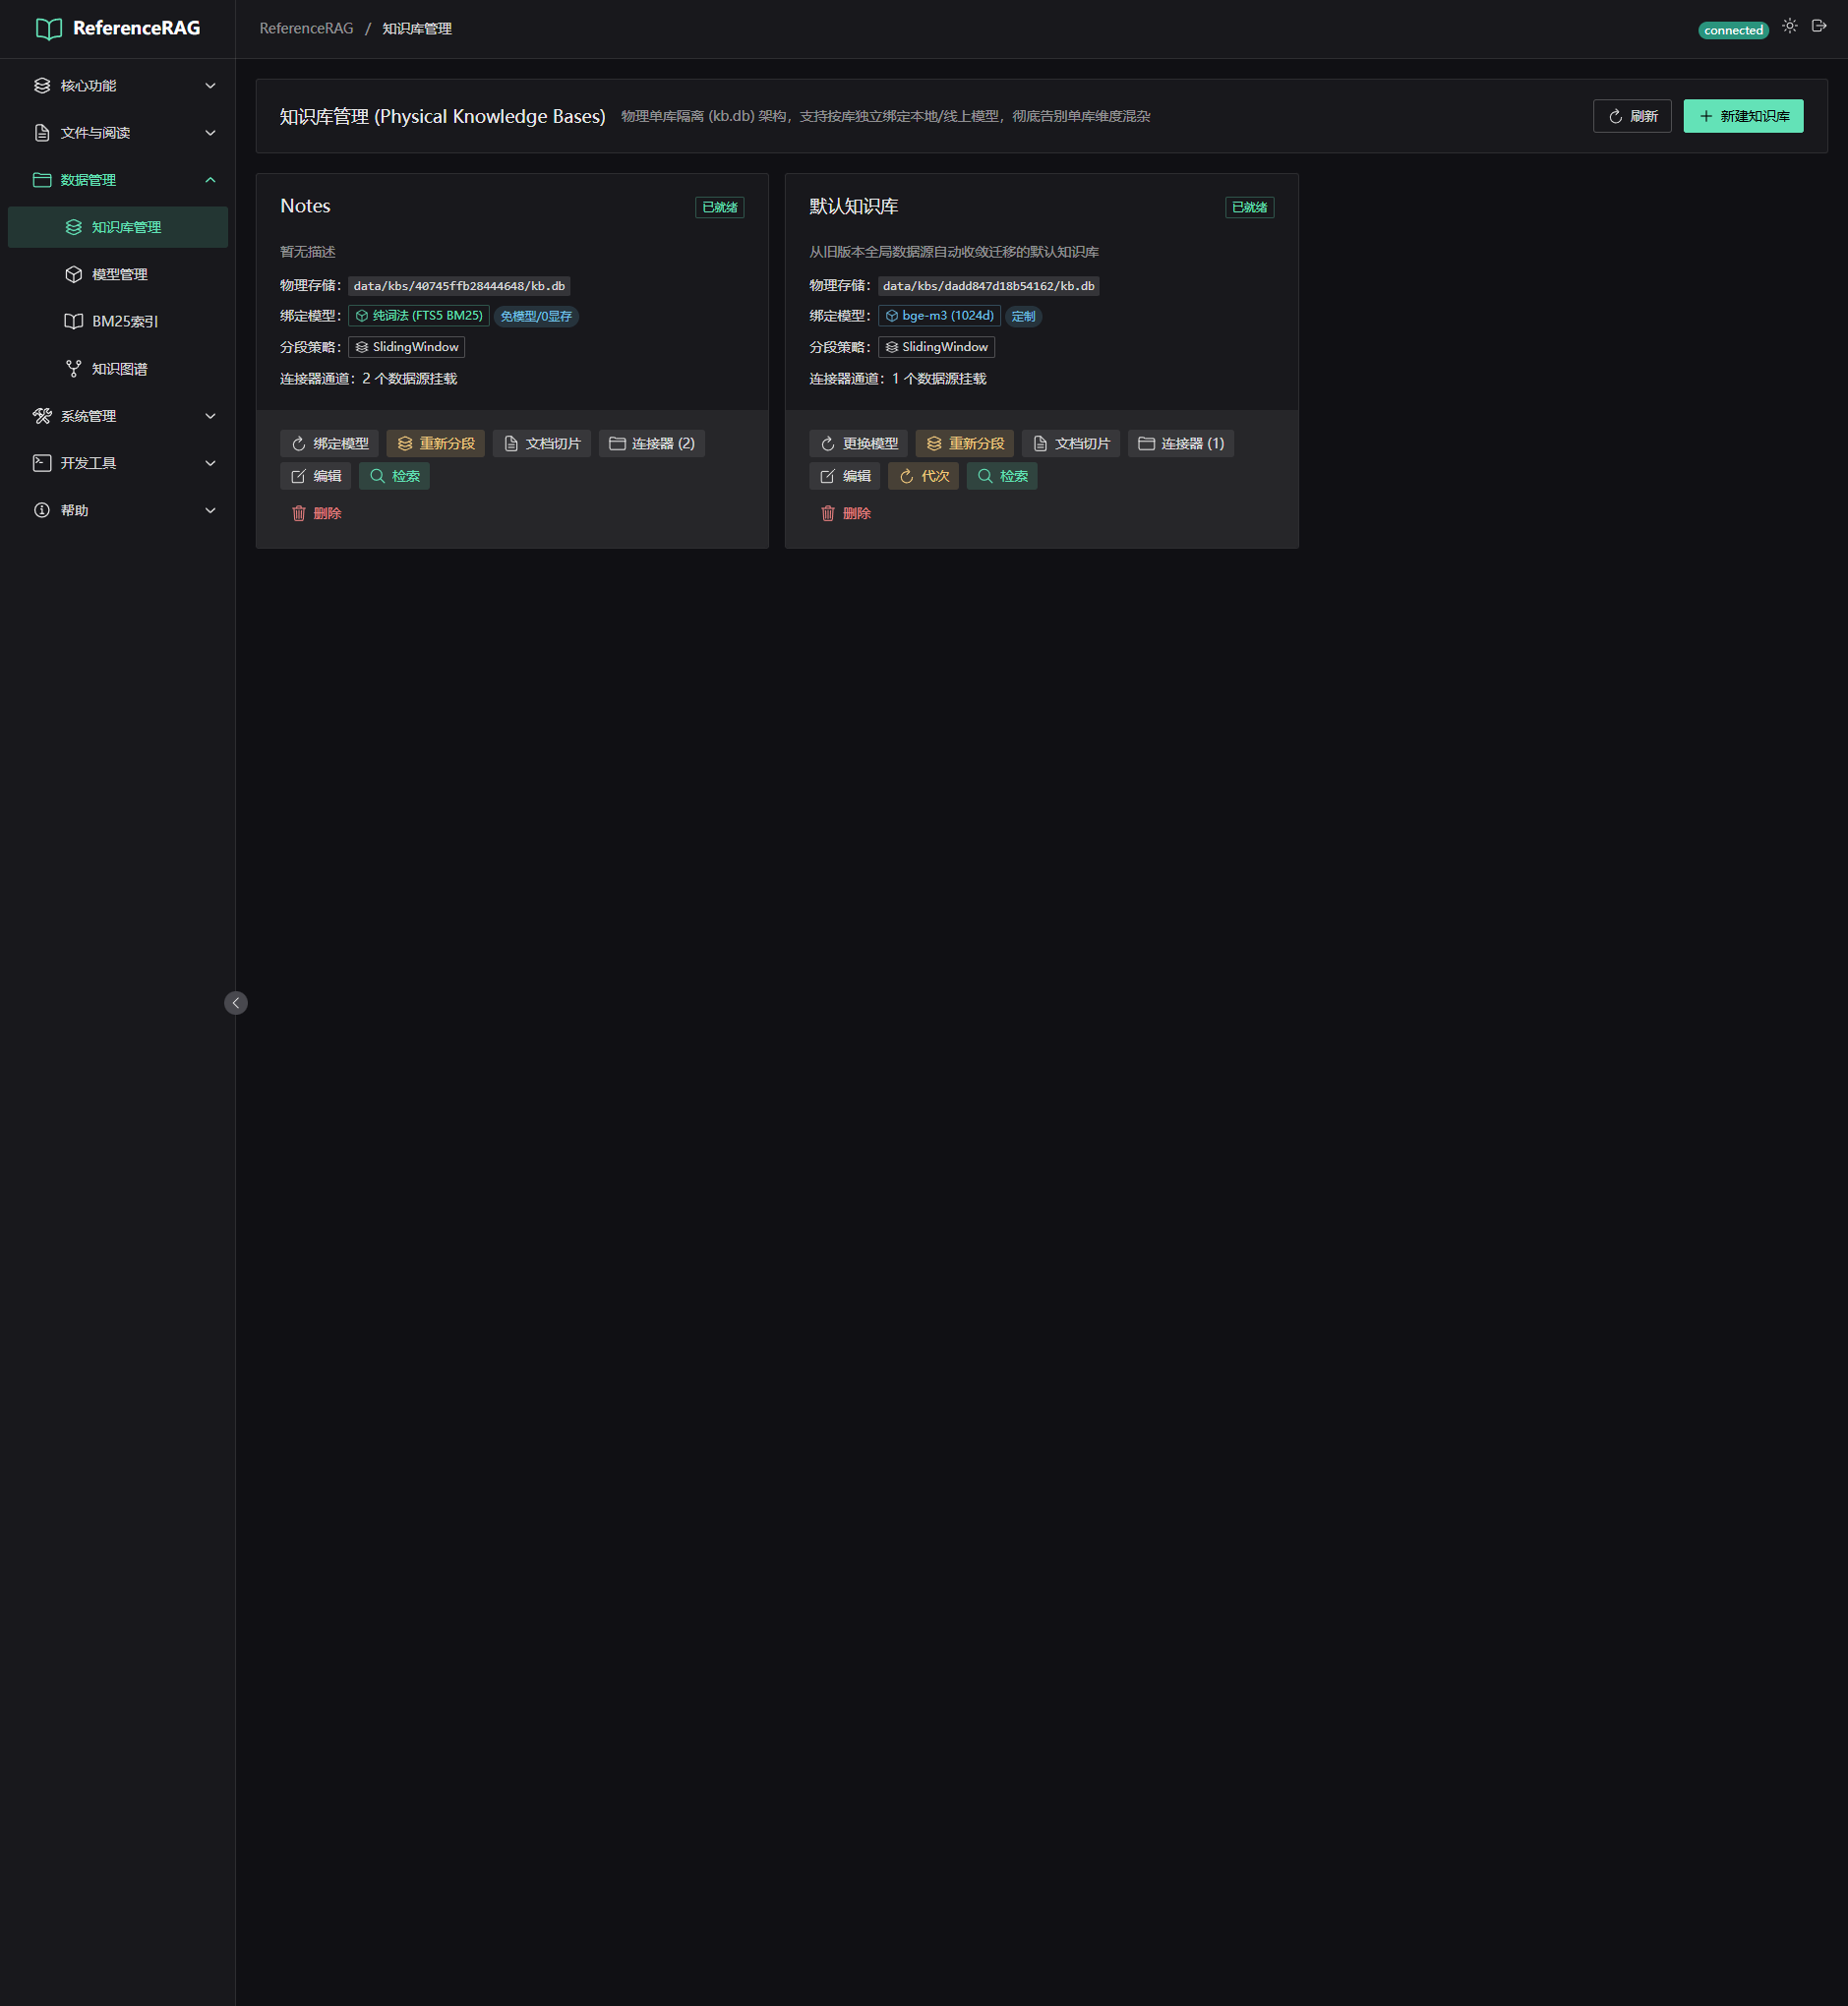 ReferenceRAG
ReferenceRAG / 知识库管理
connected
核心功能
文件与阅读
数据管理
知识库管理
模型管理
BM25索引
知识图谱
系统管理
开发工具
帮助
知识库管理 (Physical Knowledge Bases) 物理单库隔离 (kb.db) 架构，支持按库独立绑定本地/线上模型，彻底告别单库维度混杂
刷新
新建知识库
Notes
已就绪
暂无描述
物理存储：data/kbs/40745ffb28444648/kb.db
绑定模型：纯词法 (FTS5 BM25) 免模型/0显存
分段策略：SlidingWindow
连接器通道：2 个数据源挂载
绑定模型 重新分段 文档切片 连接器 (2)
编辑 检索
删除
默认知识库
已就绪
从旧版本全局数据源自动收敛迁移的默认知识库
物理存储：data/kbs/dadd847d18b54162/kb.db
绑定模型：bge-m3 (1024d) 定制
分段策略：SlidingWindow
连接器通道：1 个数据源挂载
更换模型 重新分段 文档切片 连接器 (1)
编辑 代次 检索
删除